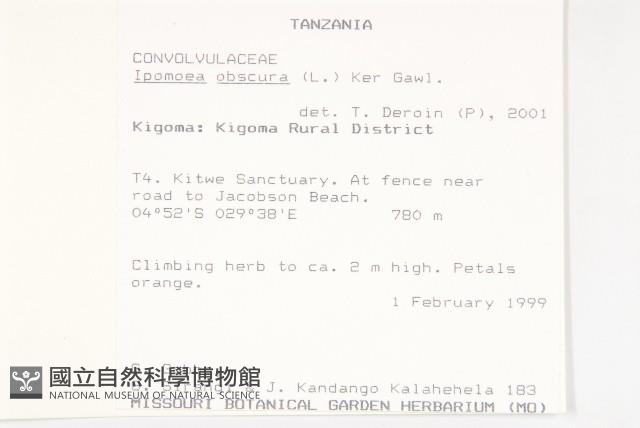 TANZANIA
CONVOLVULACEAE
Ipomoea obscura (L.) Ker Gawl.
det. T. Deroin (P), 2001
Kigoma: Kigoma Rural District
T4. Kitwe Sanctuary. At fence near
road to Jacobson Beach.
04°52'S 029°38'E 780 m
Climbing herb to ca. 2 m high. Petals
orange.
1 February 1999
& J. Kandango Kalahehela 183
MISSOURI BOTANICAL GARDEN HERBARIUM (MO)
國立自然科學博物館
NATIONAL MUSEUM OF NATURAL SCIENCE